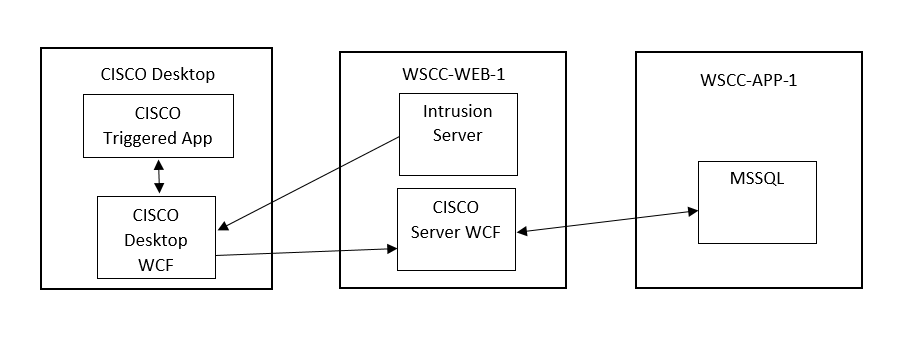 CISCO Desktop
CISCO
Triggered App
CISCO
Desktop
WCF
WSCC-WEB-1
Intrusion
Server
CISCO
Server WCF
WSCC-APP-1
MSSQL